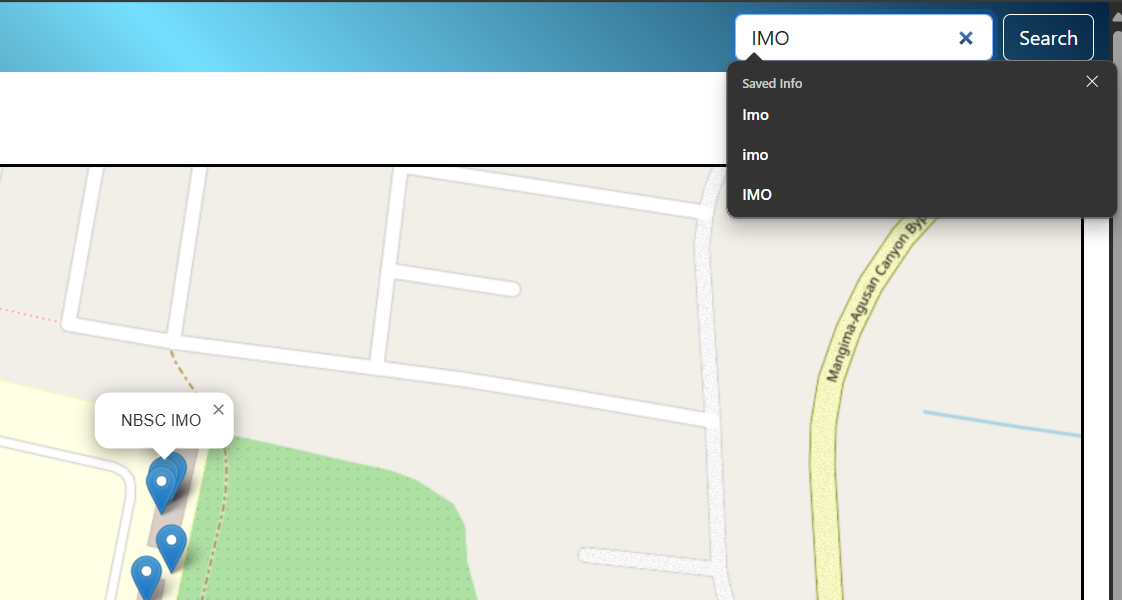 IMO
Search
Saved Info
Imo
imo
IMO
Mangima-Agusan Canyon Byp
NBSC IMO